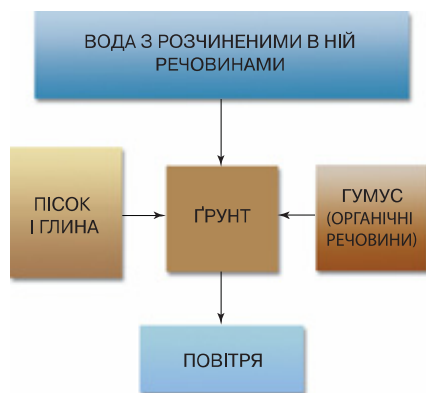 ВОДА З РОЗЧИНЕНИМИ В НІЙ
РЕЧОВИНАМИ
ПІСОК
І ГЛИНА
ҐРУНТ
ГУМУС
(ОРГАНІЧНІ
РЕЧОВИНИ)
ПОВІТРЯ